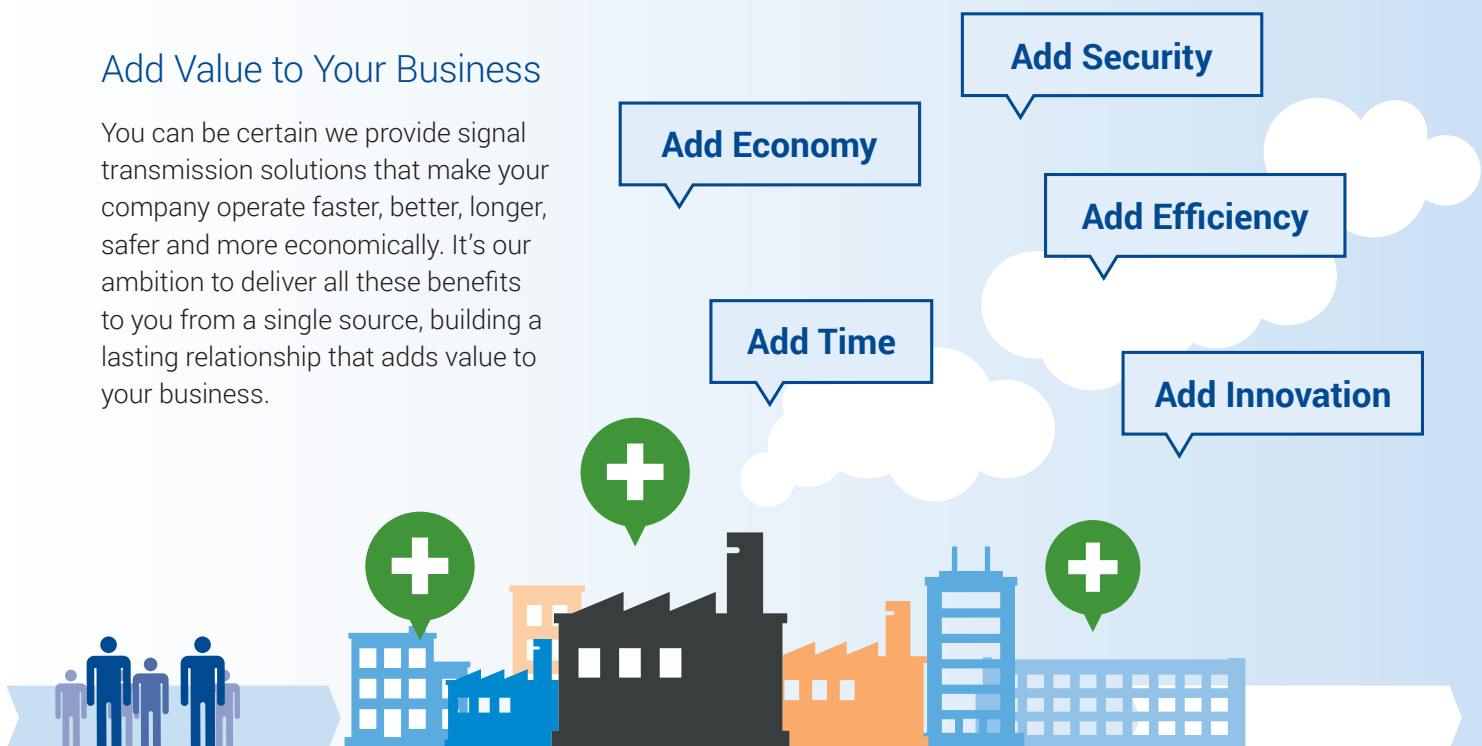 Add Value to Your Business
You can be certain we provide signal
transmission solutions that make your
company operate faster, better, longer,
safer and more economically. It’s our
ambition to deliver all these benefits
to you from a single source, building a
lasting relationship that adds value to
your business.
Add Security
Add Economy
Add Efficiency
Add Time
Add Innovation